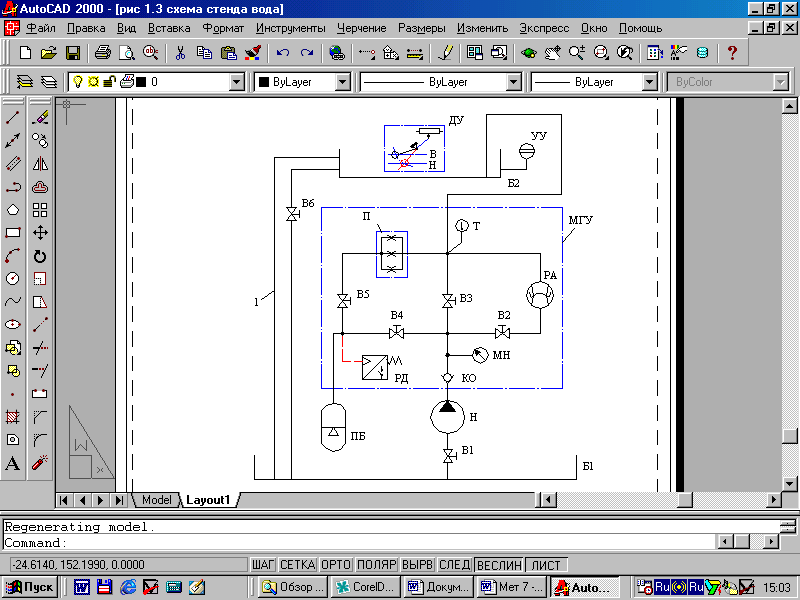 AutoCAD 2000 - [рис 1.3 схема стенда вода]
Файл Правка Вид Вставка Формат Инструменты Черчение Размеры Изменить Экспресс Окно Помощь
0 ByLayer ByLayer ByLayer ByColor
ДУ
УУ
В
Н
Б2
В6
П
Т
МГУ
РА
1
В5
В3
В4
В2
МН
РД
КО
Н
ПБ
В1
Б1
W
X
Model Layout1
Regenerating model.
Command:
-24.6140, 152.1990, 0.0000 ШАГ СЕТКА ОРТО ПОЛЯР ВЫРВ СЛЕД ВЕСЛИН ЛИСТ
Пуск Обзор ... CorelD... Докум... Мет 7 -... Auto... Ru Ru 15:03